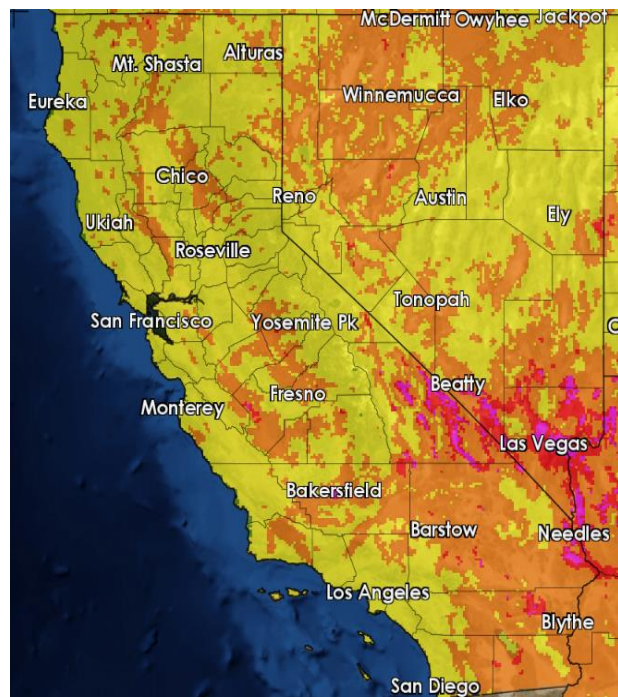 McDermitt Owyhee Jackpot
Mt. Shasta Alturas
Eureka Winnemucca Elko
Chico Reno Austin
Ukiah Ely
Roseville
Tonopah
San Francisco Yosemite Pk
Beatty
Monterey Fresno
Las Vegas
Bakersfield
Barstow Needles
Los Angeles
Blythe
San Diego